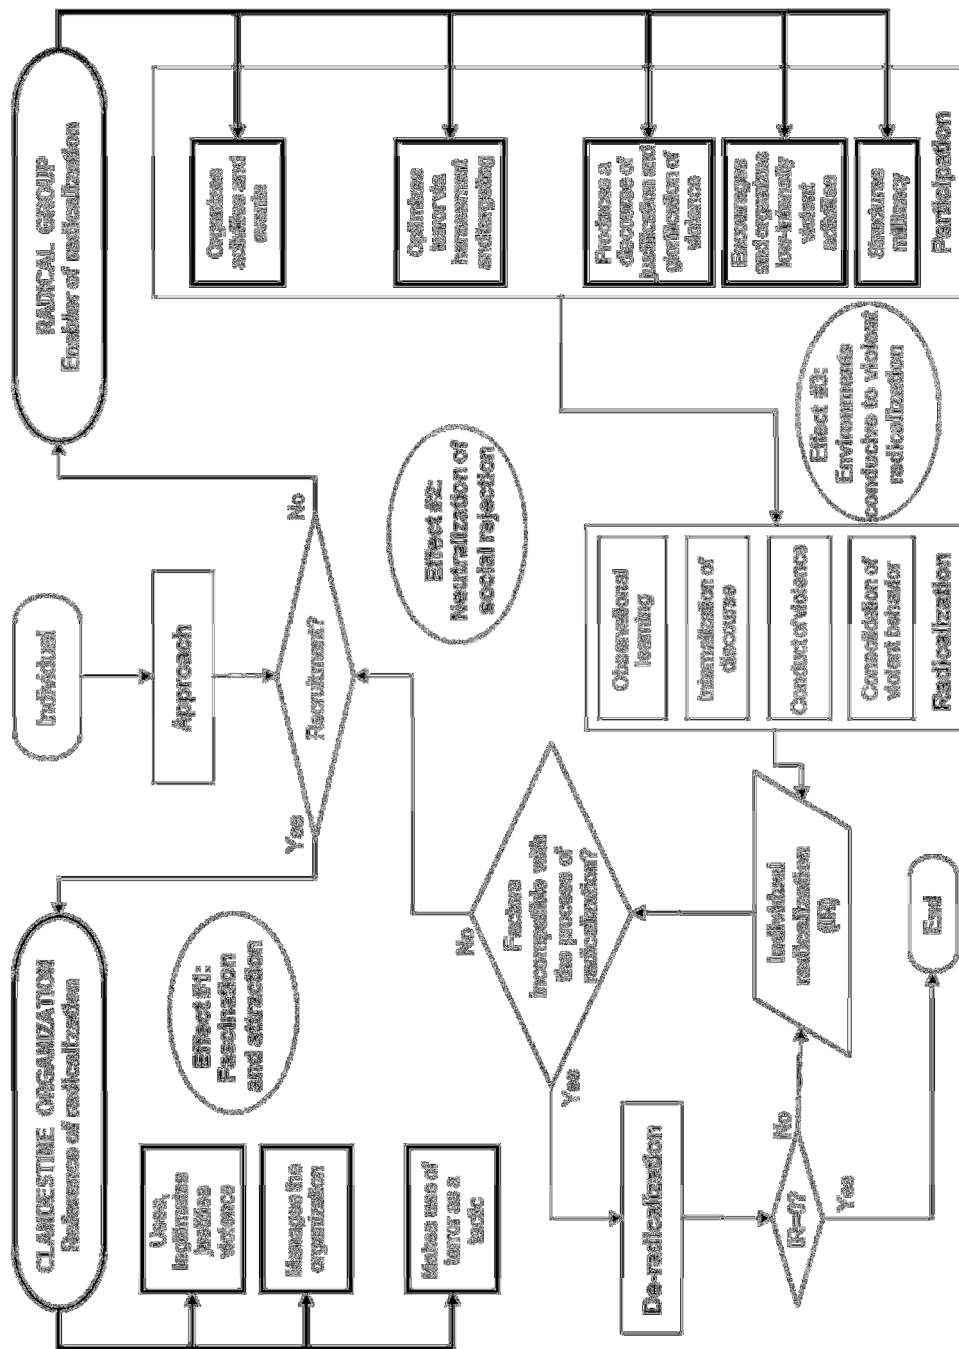 CLANDESTINE ORGANIZATION
Reference of radicalization
Individual
RADICAL GROUP
Enabler of radicalization
Uses,
legitimates
justifies
violence
Manages the
organization
Makes use of
terror as a
tactic
Effect #1:
Fascination
and attraction
Approach
Recruitment?
Yes
No
Organizes
activities and
events
Optimizes
terrorist
harassment
and targeting
Produces a
discourse of
justification and
glorification of
violence
Encourages
and organizes
low-intensity
violent
activities
Structures
militancy
Participation
Effect #2:
Neutralization of
social rejection
Factors
incompatible with
the process of
radicalization?
No
Yes
Effect #3:
Environments
conducive to violent
radicalization
Observational
learning
Internalization of
discourse
Conduct of violence
Consolidation of
violent behavior
Radicalization
De-radicalization
IR=0?
No
Yes
Individual
radicalization
(IR)
End